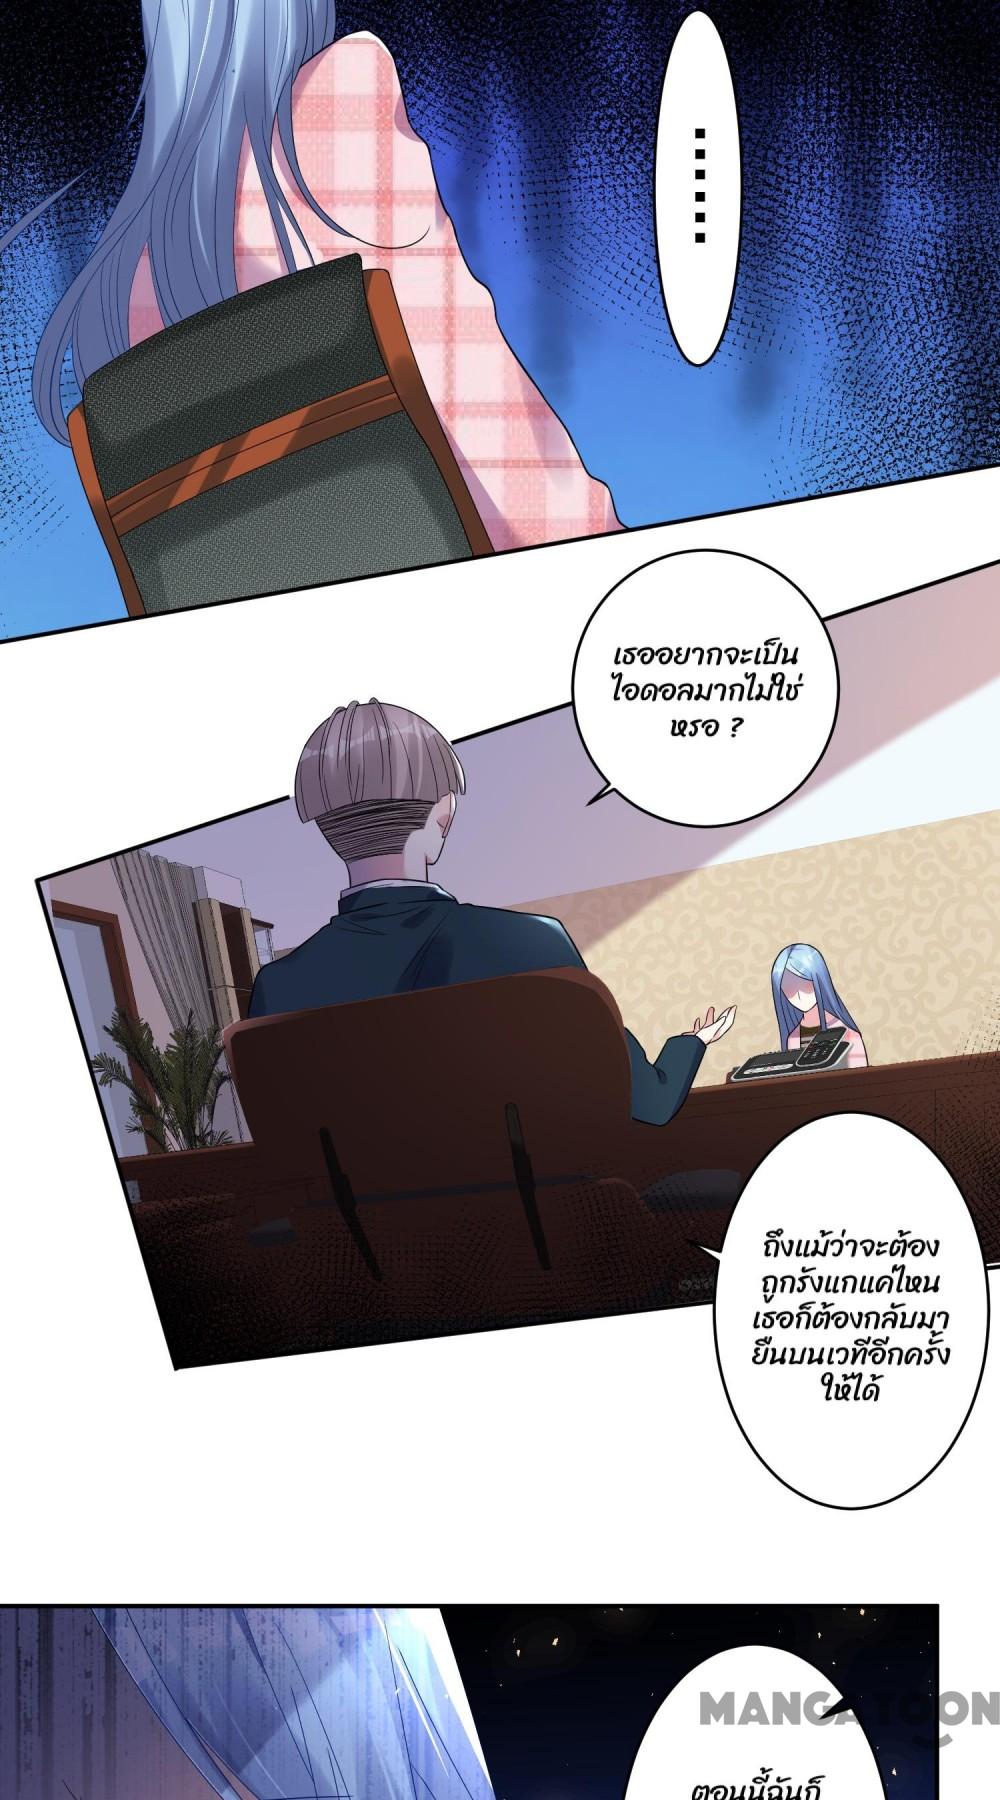 ......
เธออยากจะเป็น
ไอดอลมากไม่ใช่
หรอ ?
ถึงแม้ว่าจะต้อง
ถูกรังแกแค่ไหน
เธอก็ต้องกลับมา
ยืนบนเวทีอีกครั้ง
ให้ได้
MANGATOON
ตอนนี้ฉันก็